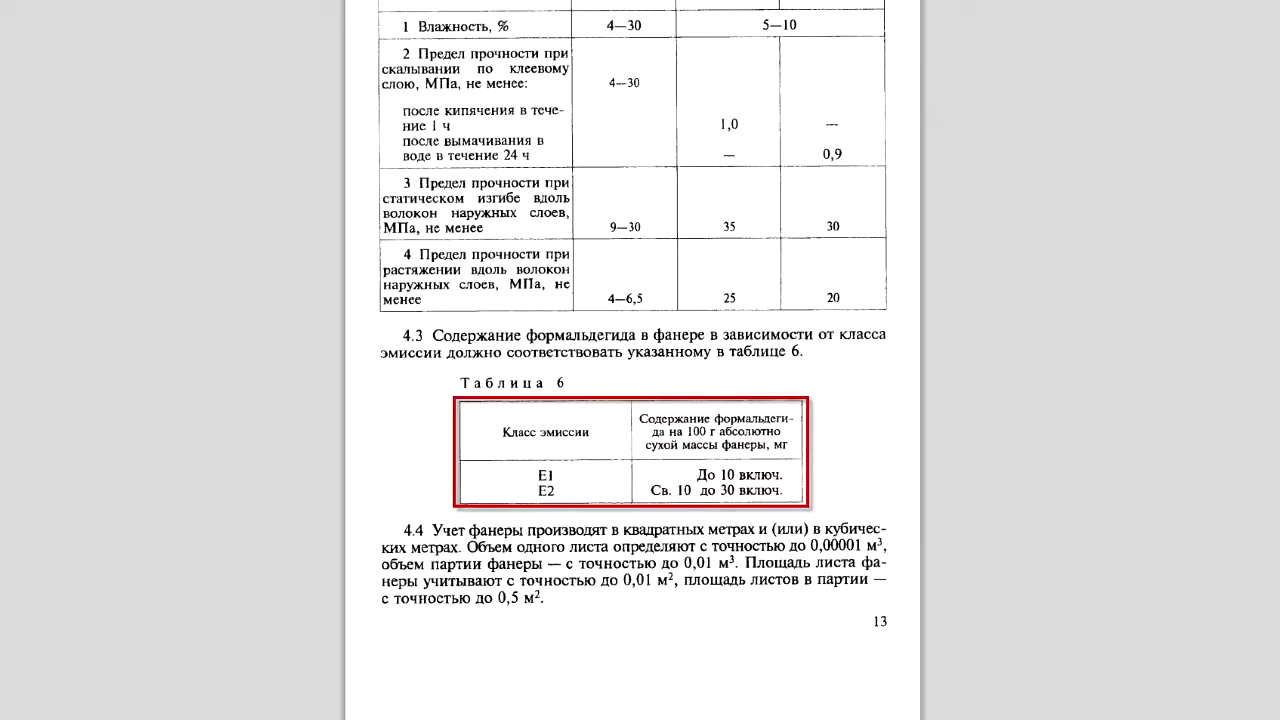 1 Влажность, % 4—30 5—10
2 Предел прочности при
скалывании по клеевому
слою, МПа, не менее: 4—30
после кипячения в тече-
ние 1 ч 1,0 —
после вымачивания в
воде в течение 24 ч — 0,9
3 Предел прочности при
статическом изгибе вдоль
волокон наружных слоев,
МПа, не менее 9—30 35 30
4 Предел прочности при
растяжении вдоль волокон
наружных слоев, МПа, не
менее 4—6,5 25 20
4.3 Содержание формальдегида в фанере в зависимости от класса
эмиссии должно соответствовать указанному в таблице 6.
Таблица 6
Класс эмиссии
Содержание формальдеги-
да на 100 г абсолютно
сухой массы фанеры, мг
Е1 До 10 включ.
Е2 Св. 10 до 30 включ.
4.4 Учет фанеры производят в квадратных метрах и (или) в кубичес-
ких метрах. Объем одного листа определяют с точностью до 0,00001 м³,
объем партии фанеры — с точностью до 0,01 м³. Площадь листа фа-
неры учитывают с точностью до 0,01 м², площадь листов в партии —
с точностью до 0,5 м².
13